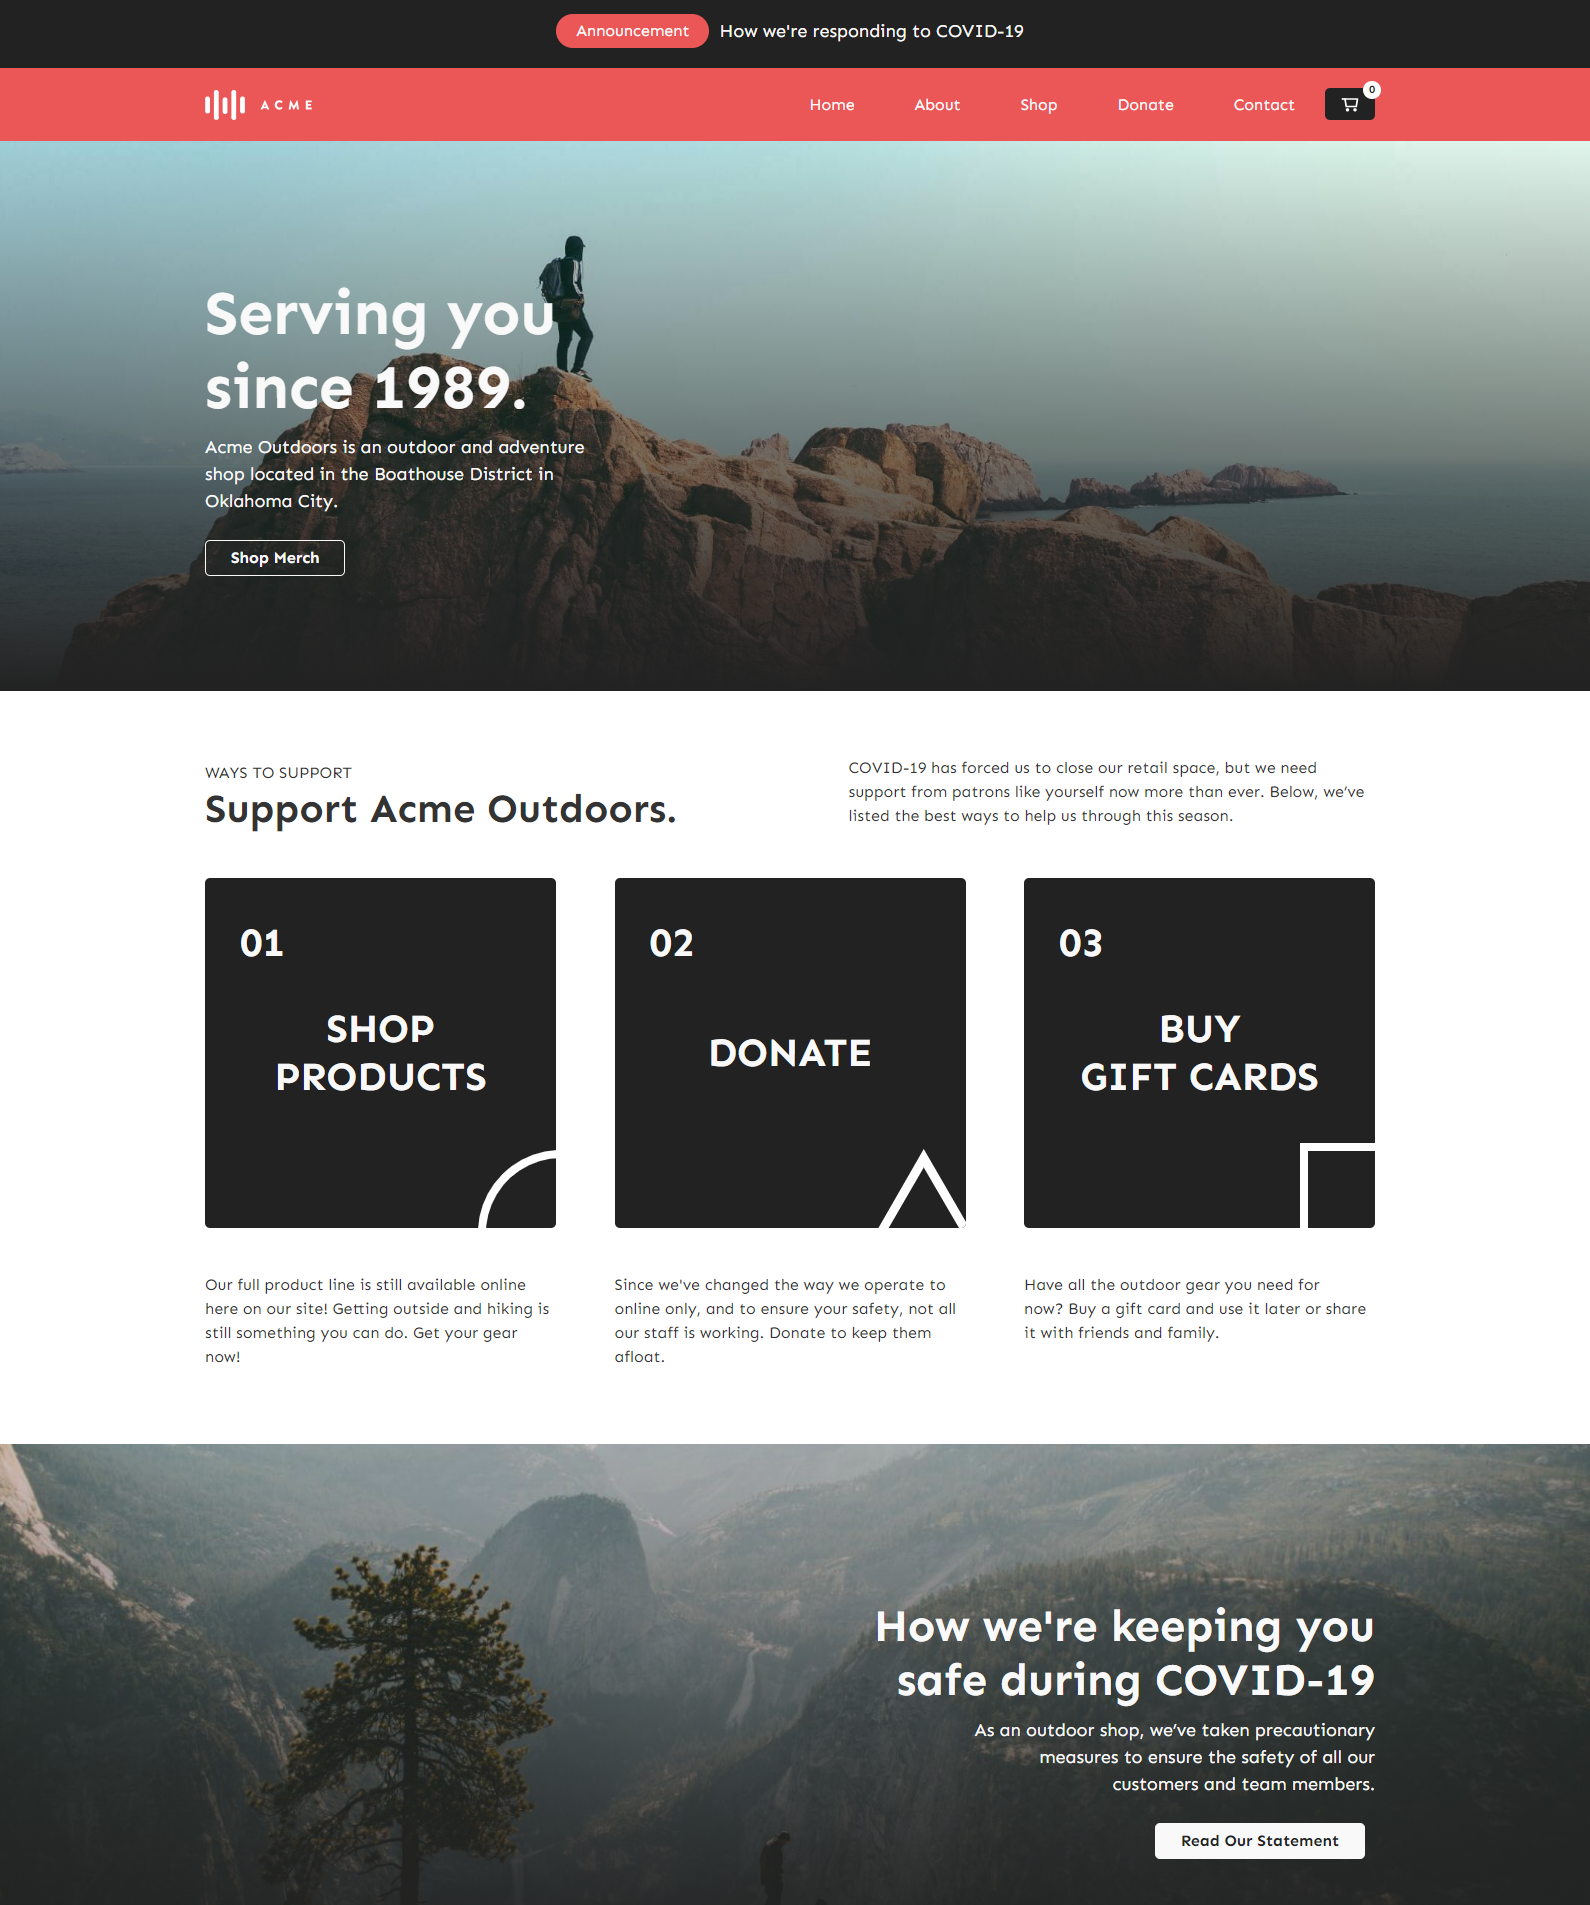 Announcement How we're responding to COVID-19
ACME Home About Shop Donate Contact 0
Serving you
since 1989.
Acme Outdoors is an outdoor and adventure
shop located in the Boathouse District in
Oklahoma City.
Shop Merch
WAYS TO SUPPORT
Support Acme Outdoors.
COVID-19 has forced us to close our retail space, but we need
support from patrons like yourself now more than ever. Below, we’ve
listed the best ways to help us through this season.
01
SHOP
PRODUCTS
02
DONATE
03
BUY
GIFT CARDS
Our full product line is still available online
here on our site! Getting outside and hiking is
still something you can do. Get your gear
now!
Since we've changed the way we operate to
online only, and to ensure your safety, not all
our staff is working. Donate to keep them
afloat.
Have all the outdoor gear you need for
now? Buy a gift card and use it later or share
it with friends and family.
How we're keeping you
safe during COVID-19
As an outdoor shop, we’ve taken precautionary
measures to ensure the safety of all our
customers and team members.
Read Our Statement